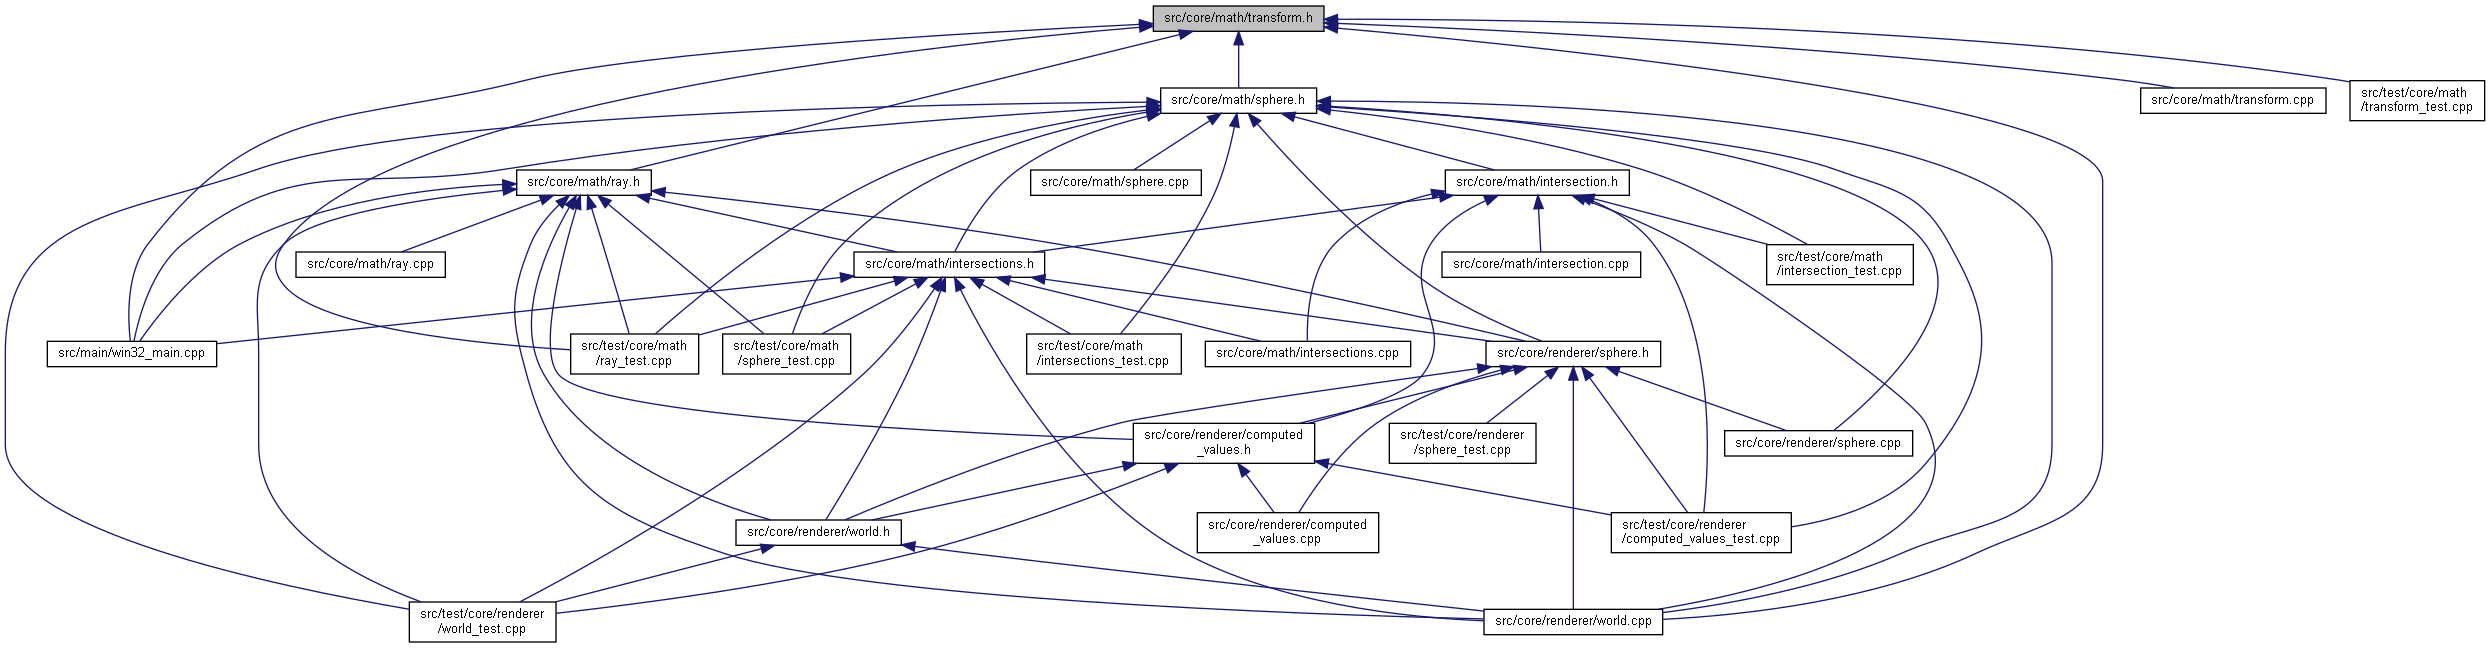 src/core/math/transform.h
src/core/math/sphere.h
src/core/math/transform.cpp
src/test/core/math
/transform_test.cpp
src/core/math/ray.h
src/core/math/sphere.cpp
src/core/math/intersection.h
src/core/math/ray.cpp
src/core/math/intersections.h
src/core/math/intersection.cpp
src/test/core/math
/intersection_test.cpp
src/main/win32_main.cpp
src/test/core/math
/ray_test.cpp
src/test/core/math
/sphere_test.cpp
src/test/core/math
/intersections_test.cpp
src/core/math/intersections.cpp
src/core/renderer/sphere.h
src/core/renderer/computed
_values.h
src/test/core/renderer
/sphere_test.cpp
src/core/renderer/sphere.cpp
src/core/renderer/world.h
src/core/renderer/computed
_values.cpp
src/test/core/renderer
/computed_values_test.cpp
src/test/core/renderer
/world_test.cpp
src/core/renderer/world.cpp